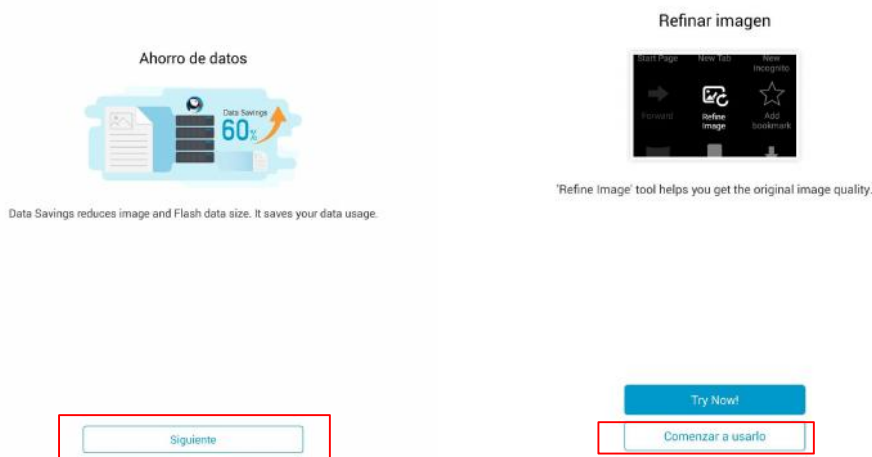 Ahorro de datos
Data Savings
60%
Data Savings reduces image and Flash data size. It saves your data usage.
Siguiente
Refinar imagen
Start Page New Tab New Incognito
Forward Refine Image Add bookmark
'Refine Image' tool helps you get the original image quality.
Try Now!
Comenzar a usarlo